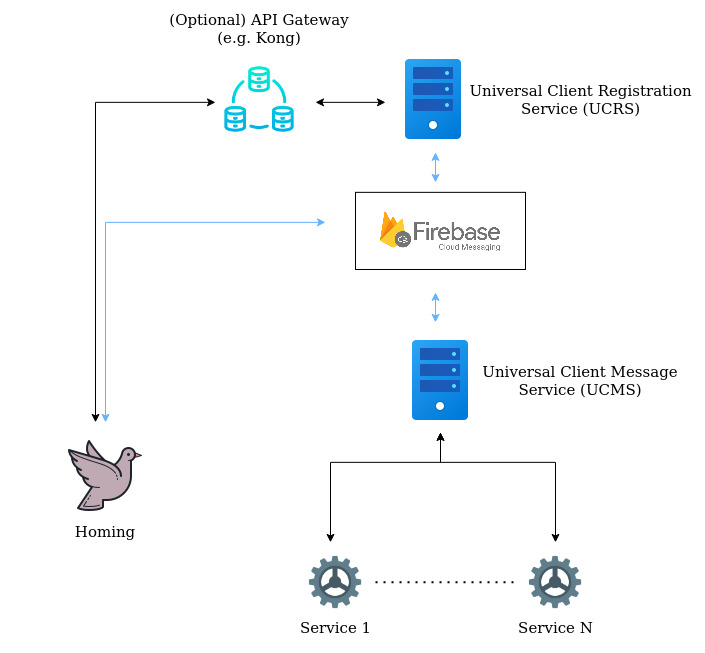 (Optional) API Gateway
(e.g. Kong)
Universal Client Registration
Service (UCRS)
Firebase
Cloud Messaging
Universal Client Message
Service (UCMS)
Homing
Service 1
Service N